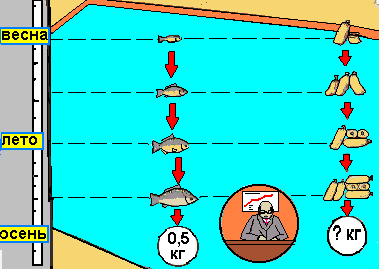 весна
лето
осень
0,5
кг
? кг